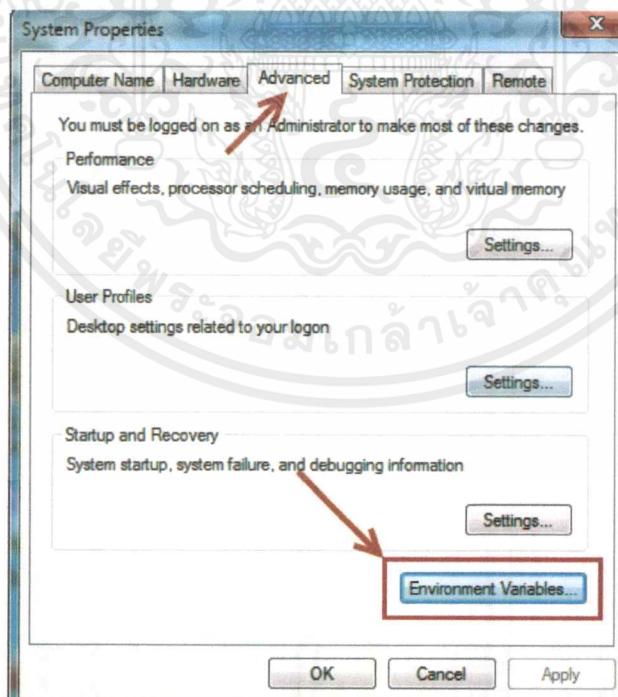 System Properties
Computer Name Hardware Advanced System Protection Remote
You must be logged on as an Administrator to make most of these changes.
Performance
Visual effects, processor scheduling, memory usage, and virtual memory
Settings...
User Profiles
Desktop settings related to your logon
Settings...
Startup and Recovery
System startup, system failure, and debugging information
Settings...
Environment Variables...
OK Cancel Apply